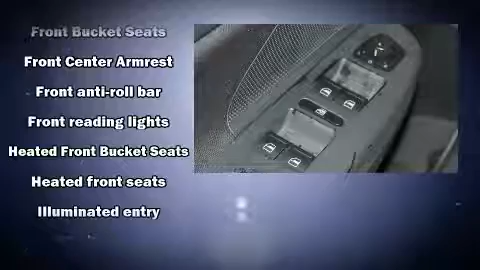 Front Bucket Seats
Front Center Armrest
Front anti-roll bar
Front reading lights
Heated Front Bucket Seats
Heated front seats
Illuminated entry